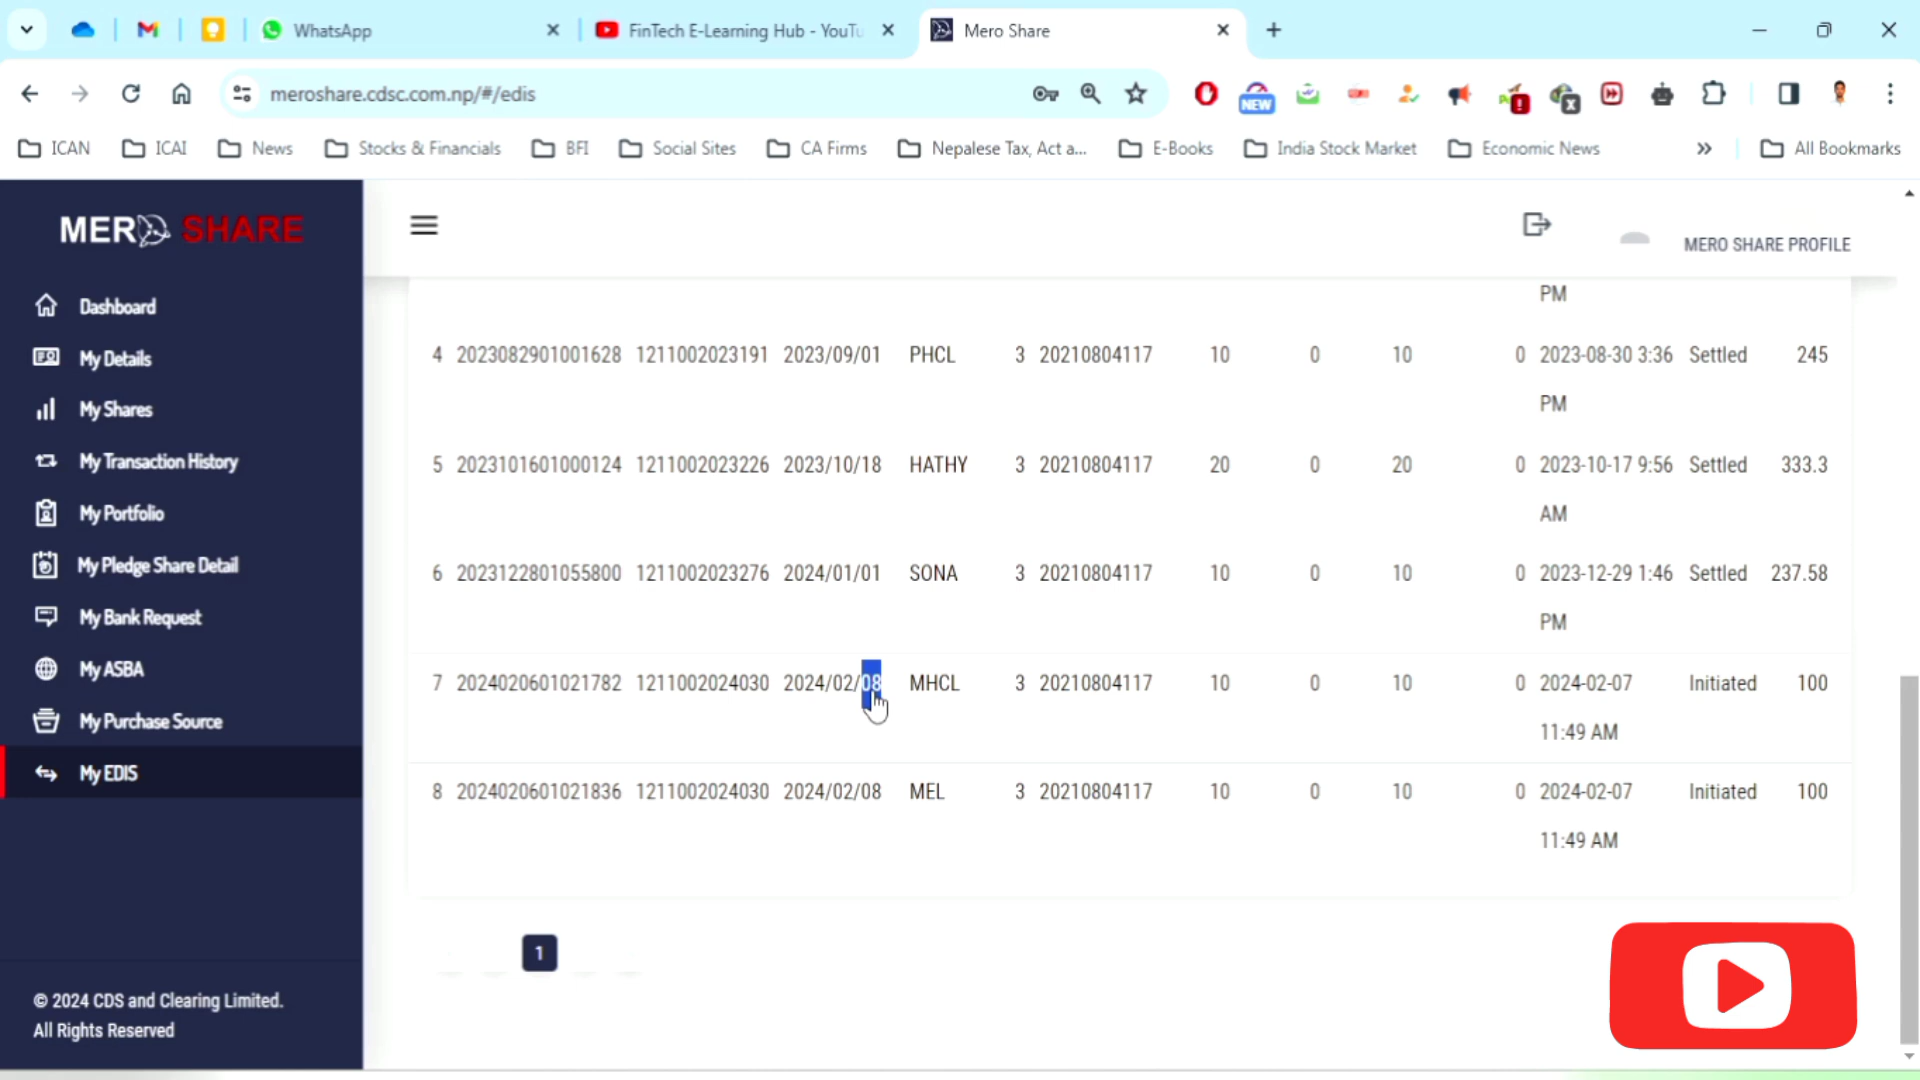 WhatsApp
FinTech E-Learning Hub - YouTu
Mero Share
meroshare.cdsc.com.np/#/edis
NEW
ICAN
ICAI
News
Stocks & Financials
BFI
Social Sites
CA Firms
Nepalese Tax, Act a...
E-Books
India Stock Market
Economic News
All Bookmarks
MERO SHARE
MERO SHARE PROFILE
Dashboard
My Details
My Shares
My Transaction History
My Portfolio
My Pledge Share Detail
My Bank Request
My ASBA
My Purchase Source
My EDIS
© 2024 CDS and Clearing Limited.
All Rights Reserved
PM
4 2023082901001628 1211002023191 2023/09/01 PHCL 3 20210804117 10 0 10 0 2023-08-30 3:36 Settled 245
PM
5 2023101601000124 1211002023226 2023/10/18 HATHY 3 20210804117 20 0 20 0 2023-10-17 9:56 Settled 333.3
AM
6 2023122801055800 1211002023276 2024/01/01 SONA 3 20210804117 10 0 10 0 2023-12-29 1:46 Settled 237.58
PM
7 2024020601021782 1211002024030 2024/02/08 MHCL 3 20210804117 10 0 10 0 2024-02-07 Initiated 100
11:49 AM
8 2024020601021836 1211002024030 2024/02/08 MEL 3 20210804117 10 0 10 0 2024-02-07 Initiated 100
11:49 AM
1